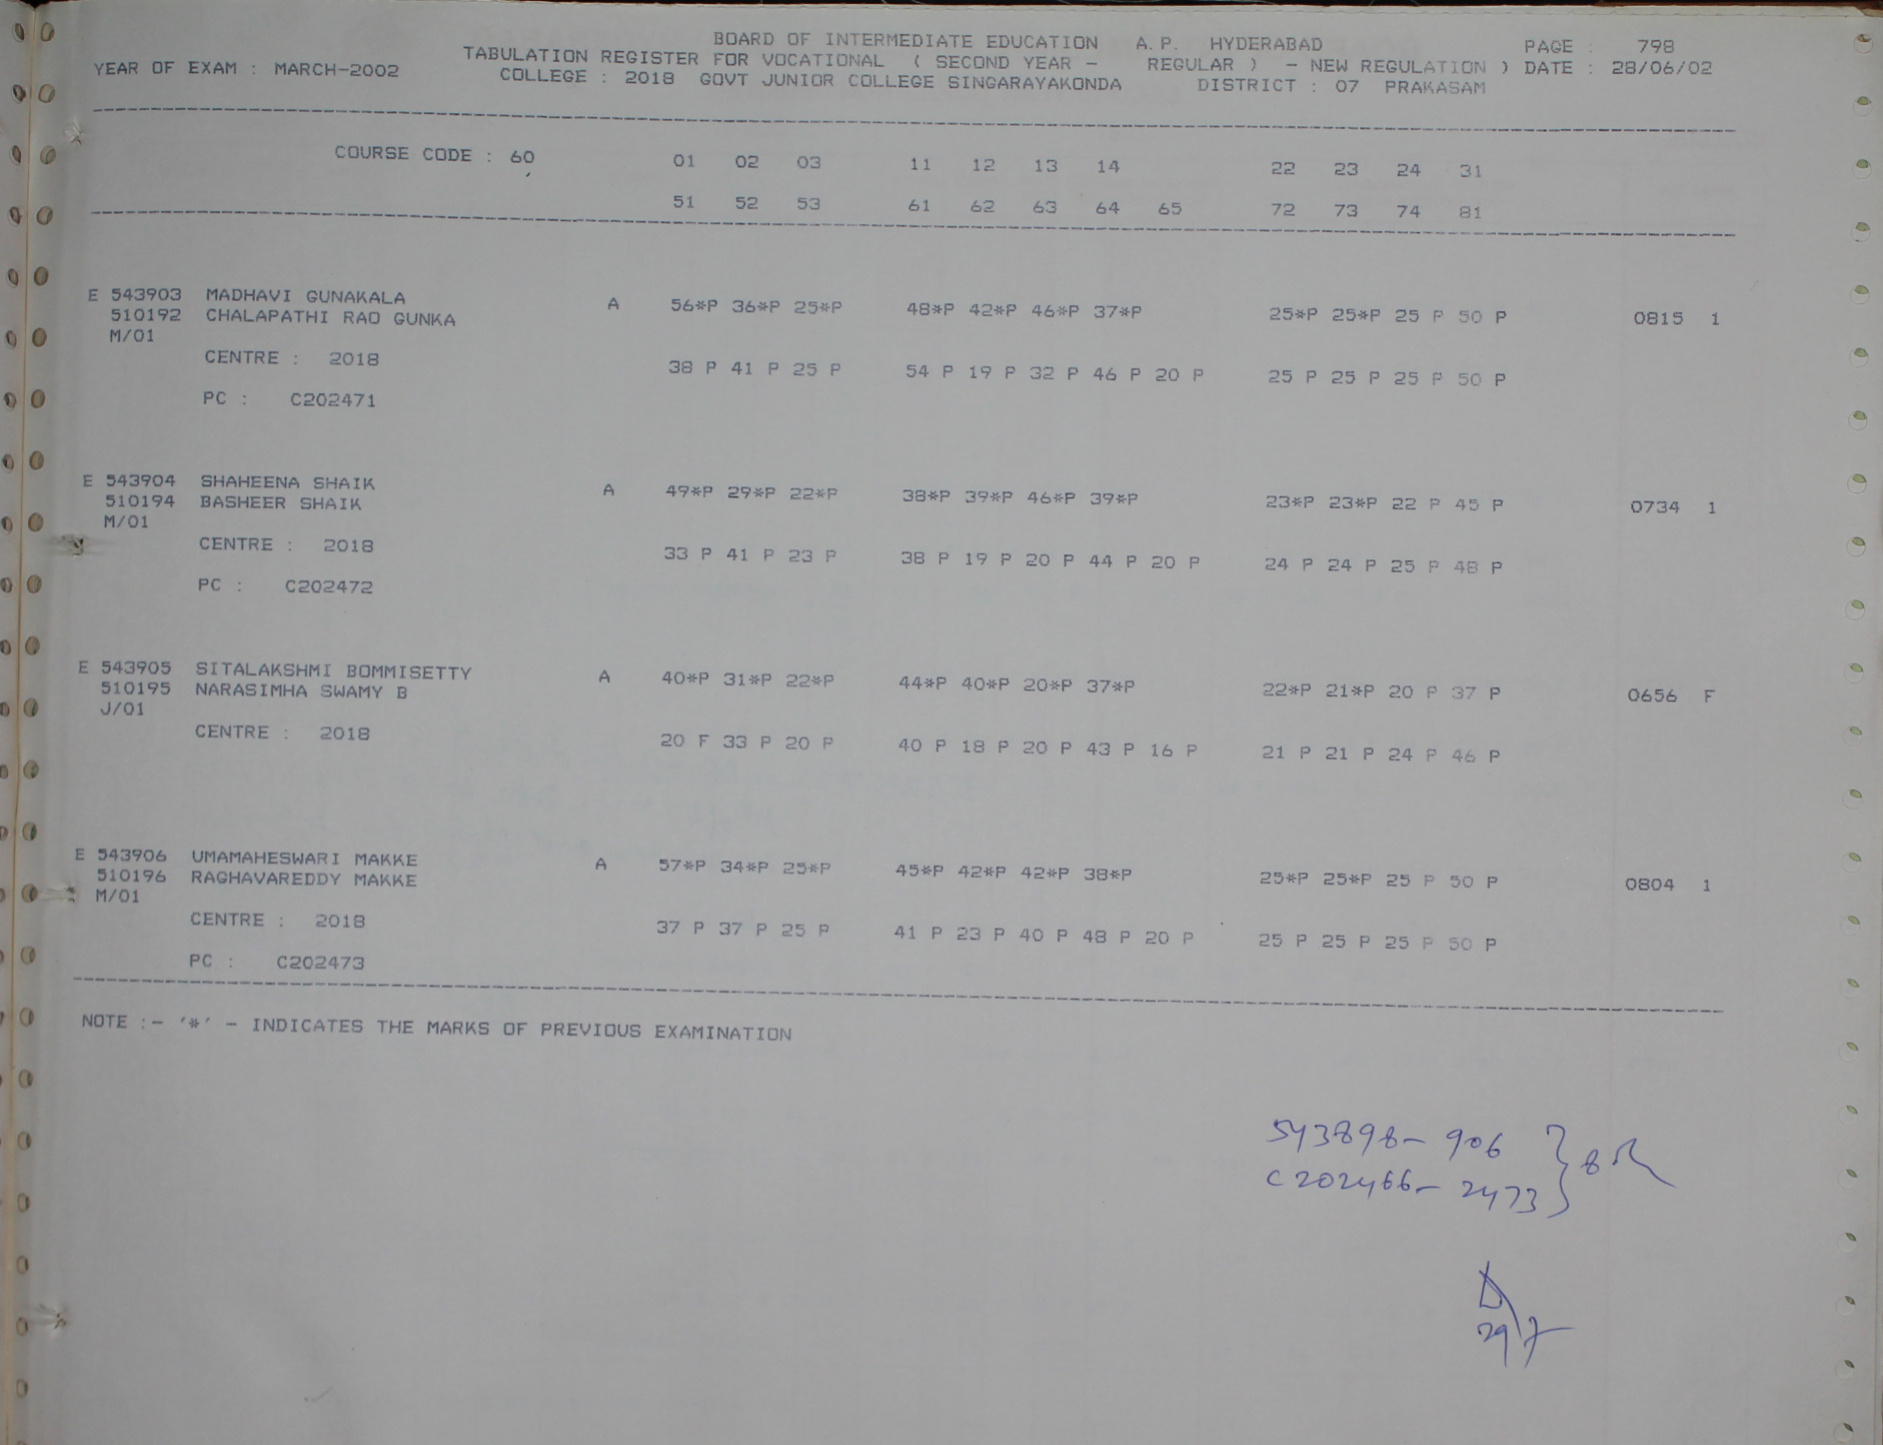 BOARD OF INTERMEDIATE EDUCATION A.P. HYDERABAD PAGE : 798
TABULATION REGISTER FOR VOCATIONAL ( SECOND YEAR - REGULAR ) - NEW REGULATION ) DATE : 28/06/02
YEAR OF EXAM : MARCH-2002 COLLEGE : 2018 GOVT JUNIOR COLLEGE SINGARAYAKONDA DISTRICT : 07 PRAKASAM
COURSE CODE : 60 01 02 03 11 12 13 14 22 23 24 31
51 52 53 61 62 63 64 65 72 73 74 81
E 543903 MADHAVI GUNAKALA A 56*P 36*P 25*P 48*P 42*P 46*P 37*P 25*P 25*P 25 P 50 P 0815 1
510192 CHALAPATHI RAO GUNKA
M/01
CENTRE : 2018 38 P 41 P 25 P 54 P 19 P 32 P 46 P 20 P 25 P 25 P 25 P 50 P
PC : C202471
E 543904 SHAHEENA SHAIK A 49*P 29*P 22*P 38*P 39*P 46*P 39*P 23*P 23*P 22 P 45 P 0734 1
510194 BASHEER SHAIK
M/01
CENTRE : 2018 33 P 41 P 23 P 38 P 19 P 20 P 44 P 20 P 24 P 24 P 25 P 48 P
PC : C202472
E 543905 SITALAKSHMI BOMMISETTY A 40*P 31*P 22*P 44*P 40*P 20*P 37*P 22*P 21*P 20 P 37 P 0656 F
510195 NARASIMHA SWAMY B
J/01
CENTRE : 2018 20 F 33 P 20 P 40 P 18 P 20 P 43 P 16 P 21 P 21 P 24 P 46 P
E 543906 UMAMAHESWARI MAKKE A 57*P 34*P 25*P 45*P 42*P 42*P 38*P 25*P 25*P 25 P 50 P 0804 1
510196 RAGHAVAREDDY MAKKE
M/01
CENTRE : 2018 37 P 37 P 25 P 41 P 23 P 40 P 48 P 20 P 25 P 25 P 25 P 50 P
PC : C202473
NOTE :- '*' - INDICATES THE MARKS OF PREVIOUS EXAMINATION
543898- 906
C202466- 2473 } 8